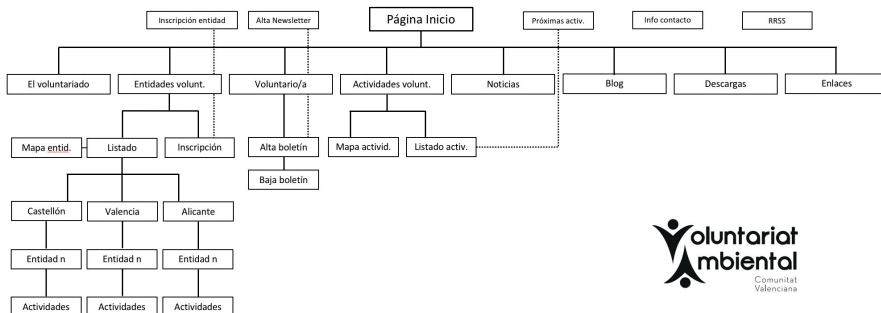 Inscripción entidad
Alta Newsletter
Página Inicio
Próximas activ.
Info contacto
RRSS
El voluntariado
Entidades volunt.
Voluntario/a
Actividades volunt.
Noticias
Blog
Descargas
Enlaces
Mapa entid.
Listado
Inscripción
Alta boletín
Mapa activid.
Listado activ.
Baja boletín
Castellón
Valencia
Alicante
Entidad n
Entidad n
Entidad n
Actividades
Actividades
Actividades
Voluntariat
Ambiental
Comunitat
Valenciana